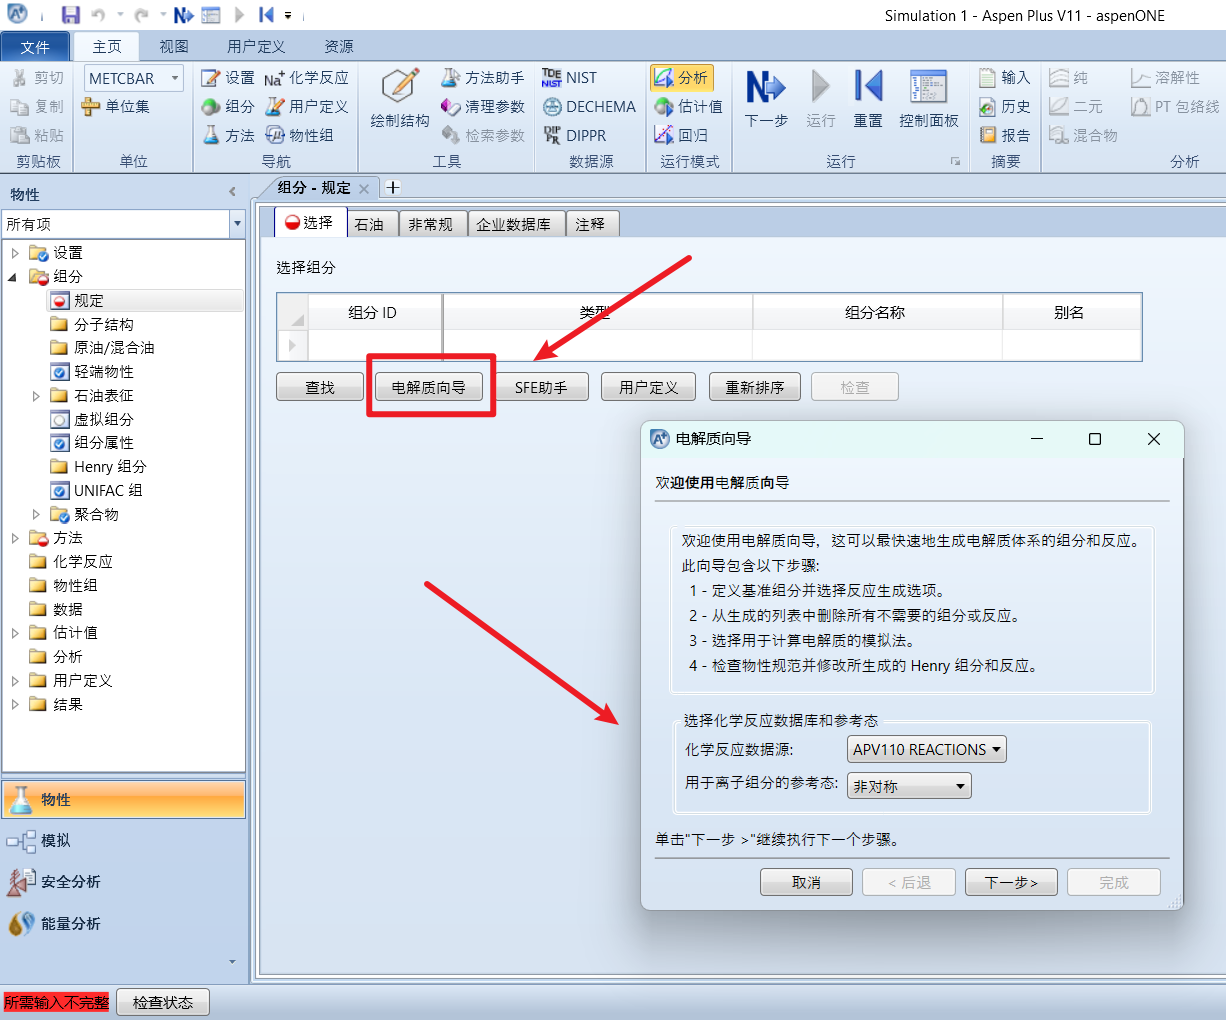 Simulation 1 - Aspen Plus V11 - aspenONE
文件 主页 视图 用户定义 资源
剪切 METCBAR 设置 化学反应 方法助手 NIST 分析 输入 纯 溶解性
复制 单位集 组分 用户定义 清理参数 DECHEMA 估计值 历史 二元 PT 包络线
粘贴 方法 物性组 检索参数 DIPPR 回归 报告 混合物
绘制结构 下一步 运行 重置 控制面板
剪贴板 单位 导航 工具 数据源 运行模式 运行 摘要 分析
物性
所有项
设置
组分
规定
分子结构
原油/混合油
轻端物性
石油表征
虚拟组分
组分属性
Henry 组分
UNIFAC 组
聚合物
方法
化学反应
物性组
数据
估计值
分析
用户定义
结果
物性
模拟
安全分析
能量分析
组分 - 规定
选择 石油 非常规 企业数据库 注释
选择组分
组分 ID 类型 组分名称 别名
查找 电解质向导 SFE助手 用户定义 重新排序 检查
电解质向导
欢迎使用电解质向导
欢迎使用电解质向导, 这可以最快速地生成电解质体系的组分和反应。
此向导包含以下步骤:
1 - 定义基准组分并选择反应生成选项。
2 - 从生成的列表中删除所有不需要的组分或反应。
3 - 选择用于计算电解质的模拟法。
4 - 检查物性规范并修改所生成的 Henry 组分和反应。
选择化学反应数据库和参考态
化学反应数据源: APV110 REACTIONS
用于离子组分的参考态: 非对称
单击"下一步 >"继续执行下一个步骤。
取消 < 后退 下一步> 完成
所需输入不完整 检查状态